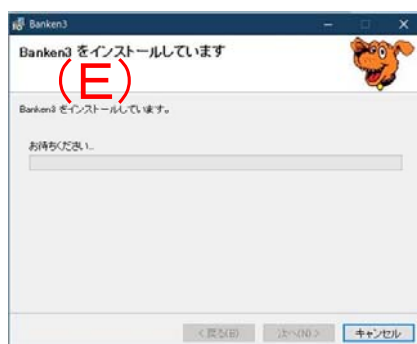 Banken3
Banken3 をインストールしています
(E)
Banken3 をインストールしています。
お待ちください...
< 戻る(B) 次へ(N) > キャンセル